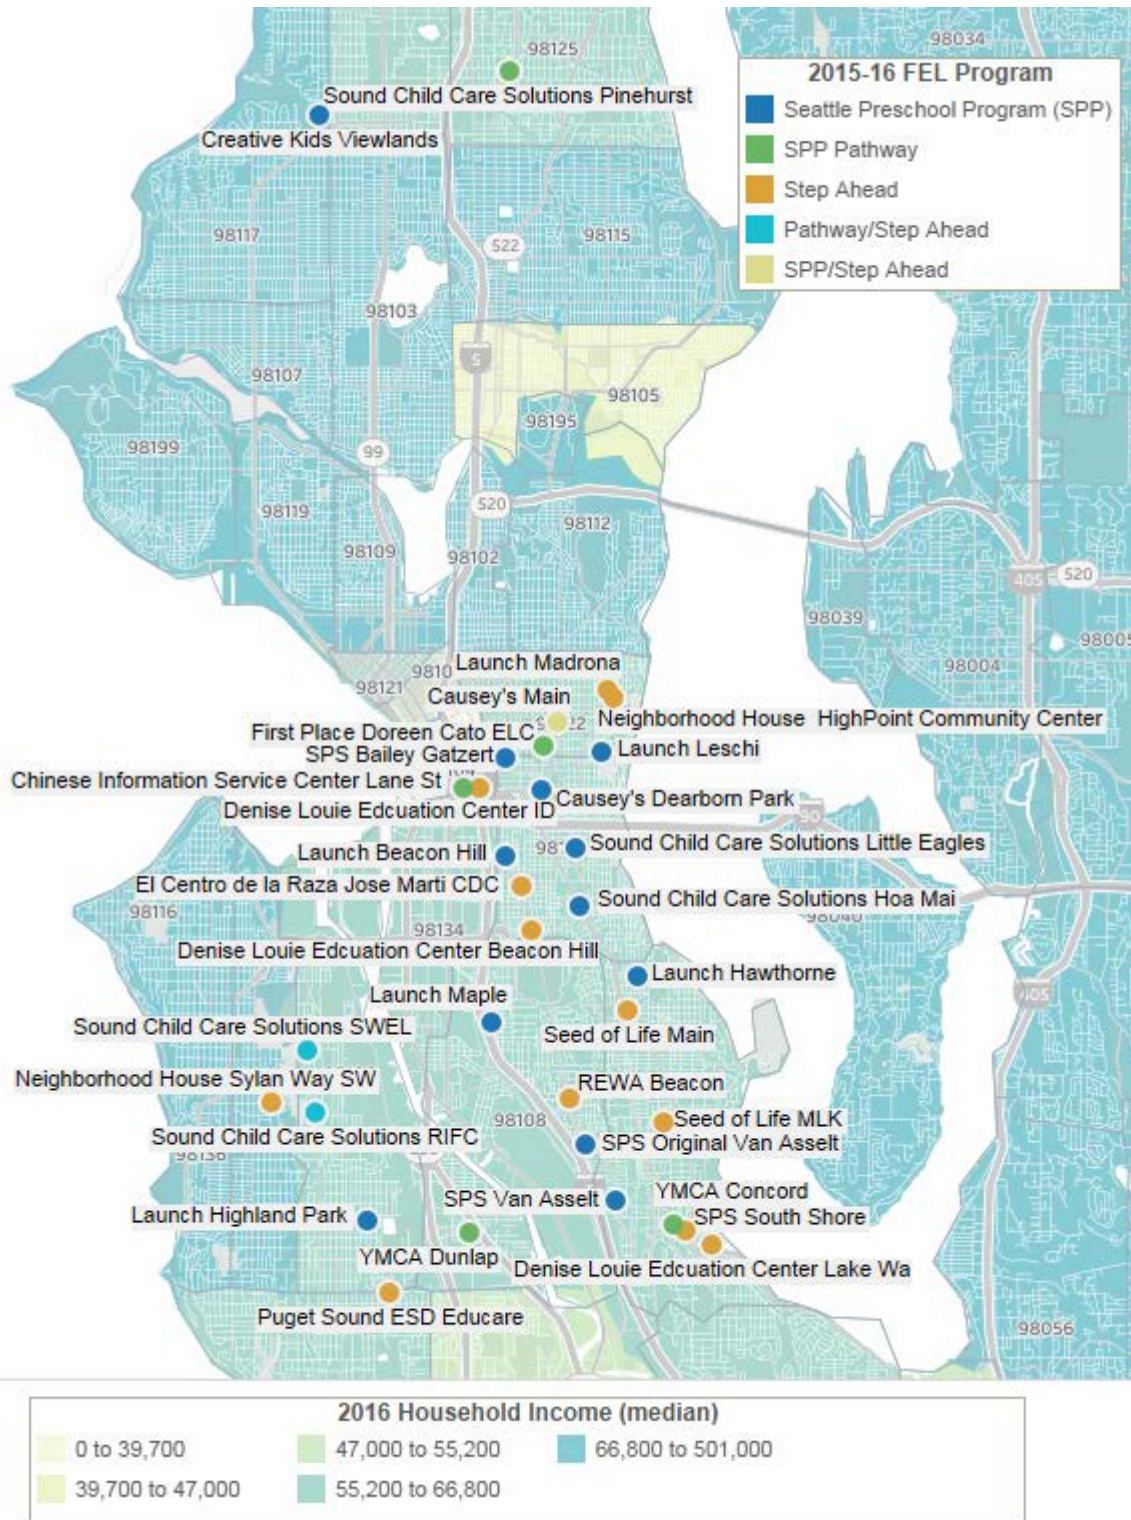 98125
98034
2015-16 FEL Program
Seattle Preschool Program (SPP)
SPP Pathway
Step Ahead
Pathway/Step Ahead
SPP/Step Ahead
Sound Child Care Solutions Pinehurst
Creative Kids Viewlands
98117
98115
522
98103
5
98107
98105
98195
98199
99
98119
520
98112
98109
98102
405
520
98039
98005
98004
Launch Madrona
9810
98121
Causey's Main
Neighborhood House HighPoint Community Center
First Place Doreen Cato ELC
22
SPS Bailey Gatzert
Launch Leschi
Chinese Information Service Center Lane St
Denise Louie Edcuation Center ID
Causey's Dearborn Park
90
Launch Beacon Hill
98
Sound Child Care Solutions Little Eagles
El Centro de la Raza Jose Marti CDC
Sound Child Care Solutions Hoa Mai
98116
98040
98134
Denise Louie Edcuation Center Beacon Hill
Launch Hawthorne
405
Launch Maple
Sound Child Care Solutions SWEL
Seed of Life Main
Neighborhood House Sylan Way SW
REWA Beacon
98108
Seed of Life MLK
Sound Child Care Solutions RIFC
SPS Original Van Asselt
98136
SPS Van Asselt
YMCA Concord
Launch Highland Park
SPS South Shore
YMCA Dunlap
Denise Louie Edcuation Center Lake Wa
Puget Sound ESD Educare
98056
2016 Household Income (median)
0 to 39,700
47,000 to 55,200
66,800 to 501,000
39,700 to 47,000
55,200 to 66,800